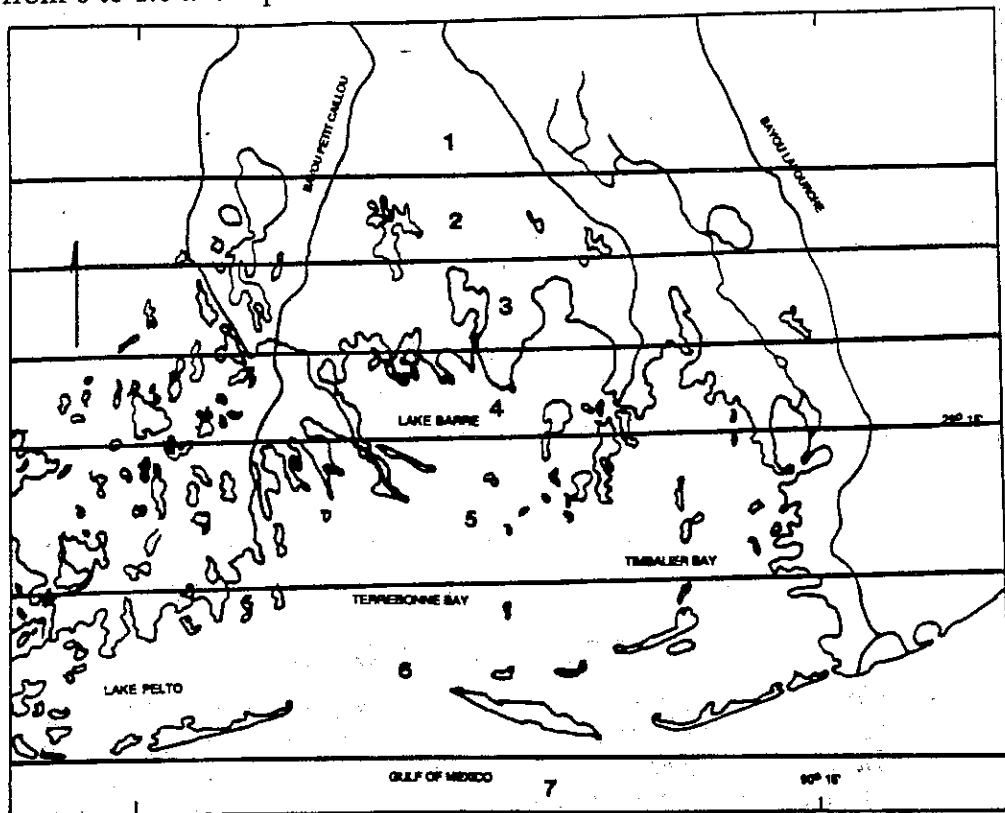 BAYOU PETIT CAILLOU
1
BAYOU LAFOURCHE
2
3
4
LAKE BARRE
29° 15'
5
TIMBALIER BAY
TERREBONNE BAY
6
LAKE PELTO
GULF OF MEXICO
7
90° 15'